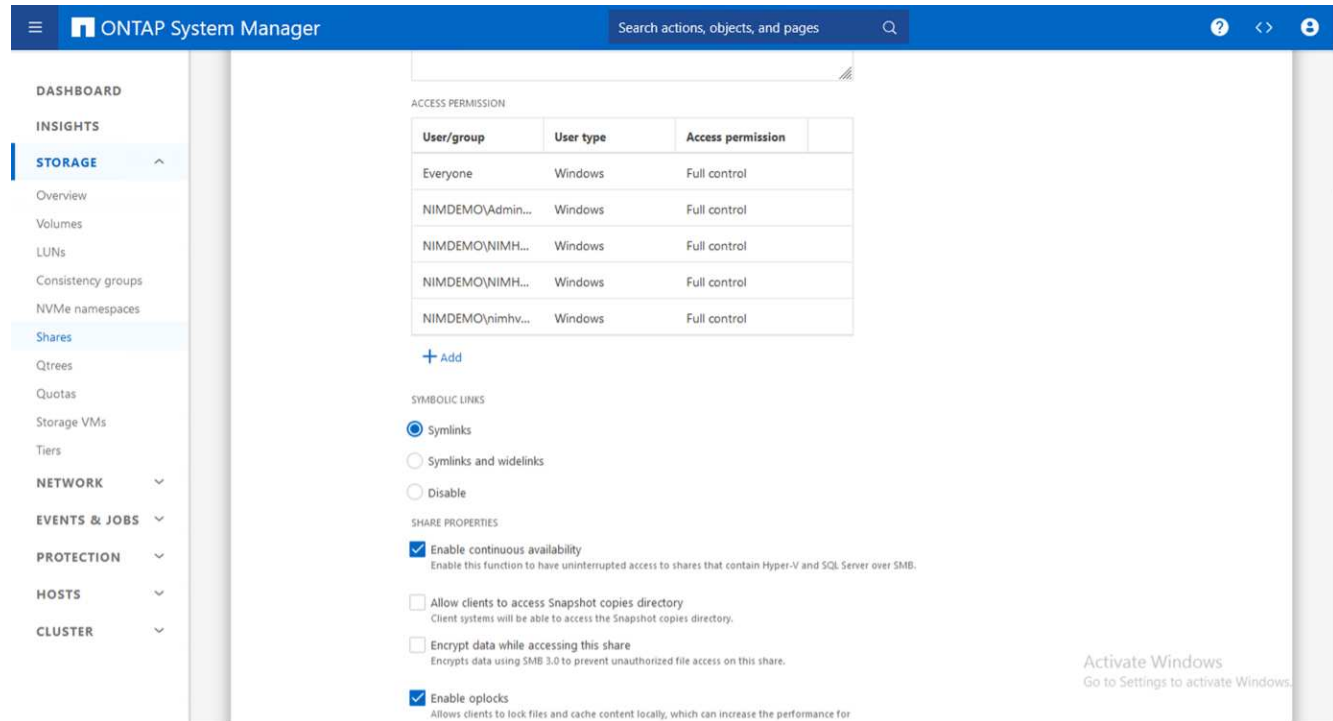 ONTAP System Manager
Search actions, objects, and pages
DASHBOARD
INSIGHTS
STORAGE
Overview
Volumes
LUNs
Consistency groups
NVMe namespaces
Shares
Qtrees
Quotas
Storage VMs
Tiers
NETWORK
EVENTS & JOBS
PROTECTION
HOSTS
CLUSTER
ACCESS PERMISSION
User/group User type Access permission
Everyone Windows Full control
NIMDEMO\Admin... Windows Full control
NIMDEMO\NIMH... Windows Full control
NIMDEMO\NIMH... Windows Full control
NIMDEMO\nimhv... Windows Full control
+ Add
SYMBOLIC LINKS
Symlinks
Symlinks and widelinks
Disable
SHARE PROPERTIES
Enable continuous availability
Enable this function to have uninterrupted access to shares that contain Hyper-V and SQL Server over SMB.
Allow clients to access Snapshot copies directory
Client systems will be able to access the Snapshot copies directory.
Encrypt data while accessing this share
Encrypts data using SMB 3.0 to prevent unauthorized file access on this share.
Enable oplocks
Allows clients to lock files and cache content locally, which can increase the performance for
Activate Windows
Go to Settings to activate Windows.